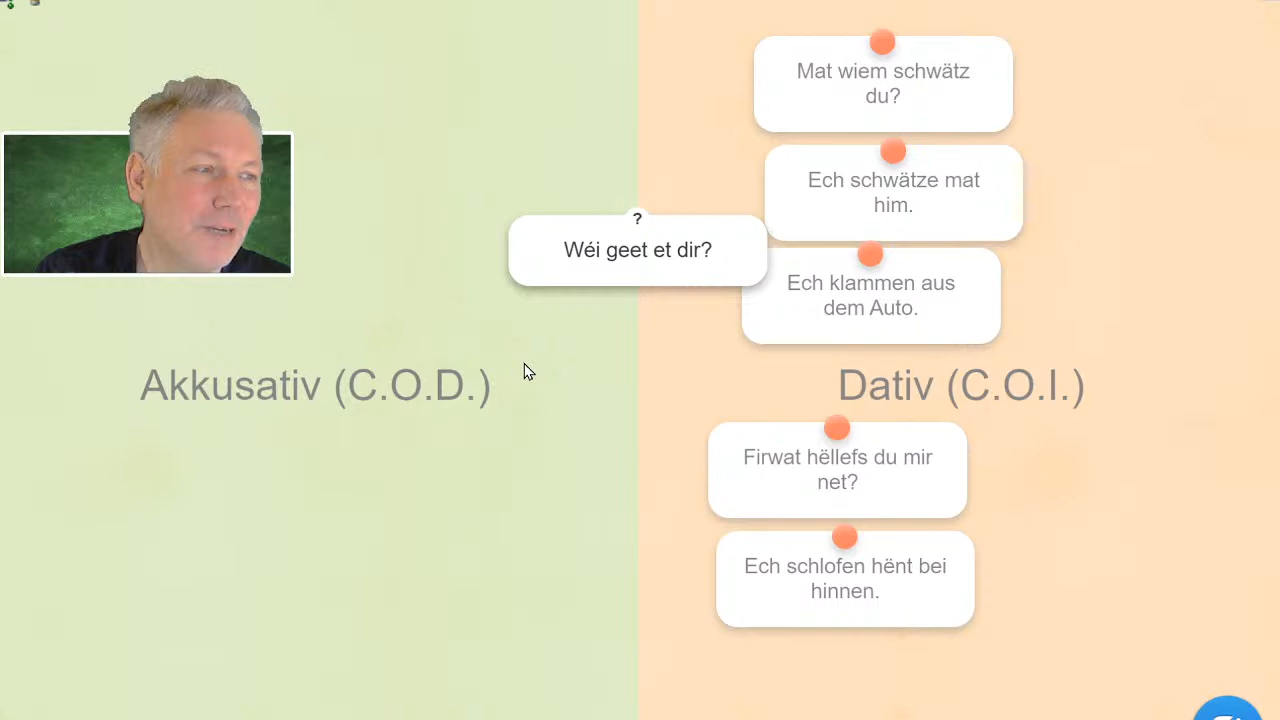 Mat wiem schwätz
du?
Ech schwätze mat
him.
?
Wéi geet et dir?
Ech klammen aus
dem Auto.
Akkusativ (C.O.D.)
Dativ (C.O.I.)
Firwat hëllefs du mir
net?
Ech schlofen hënt bei
hinnen.